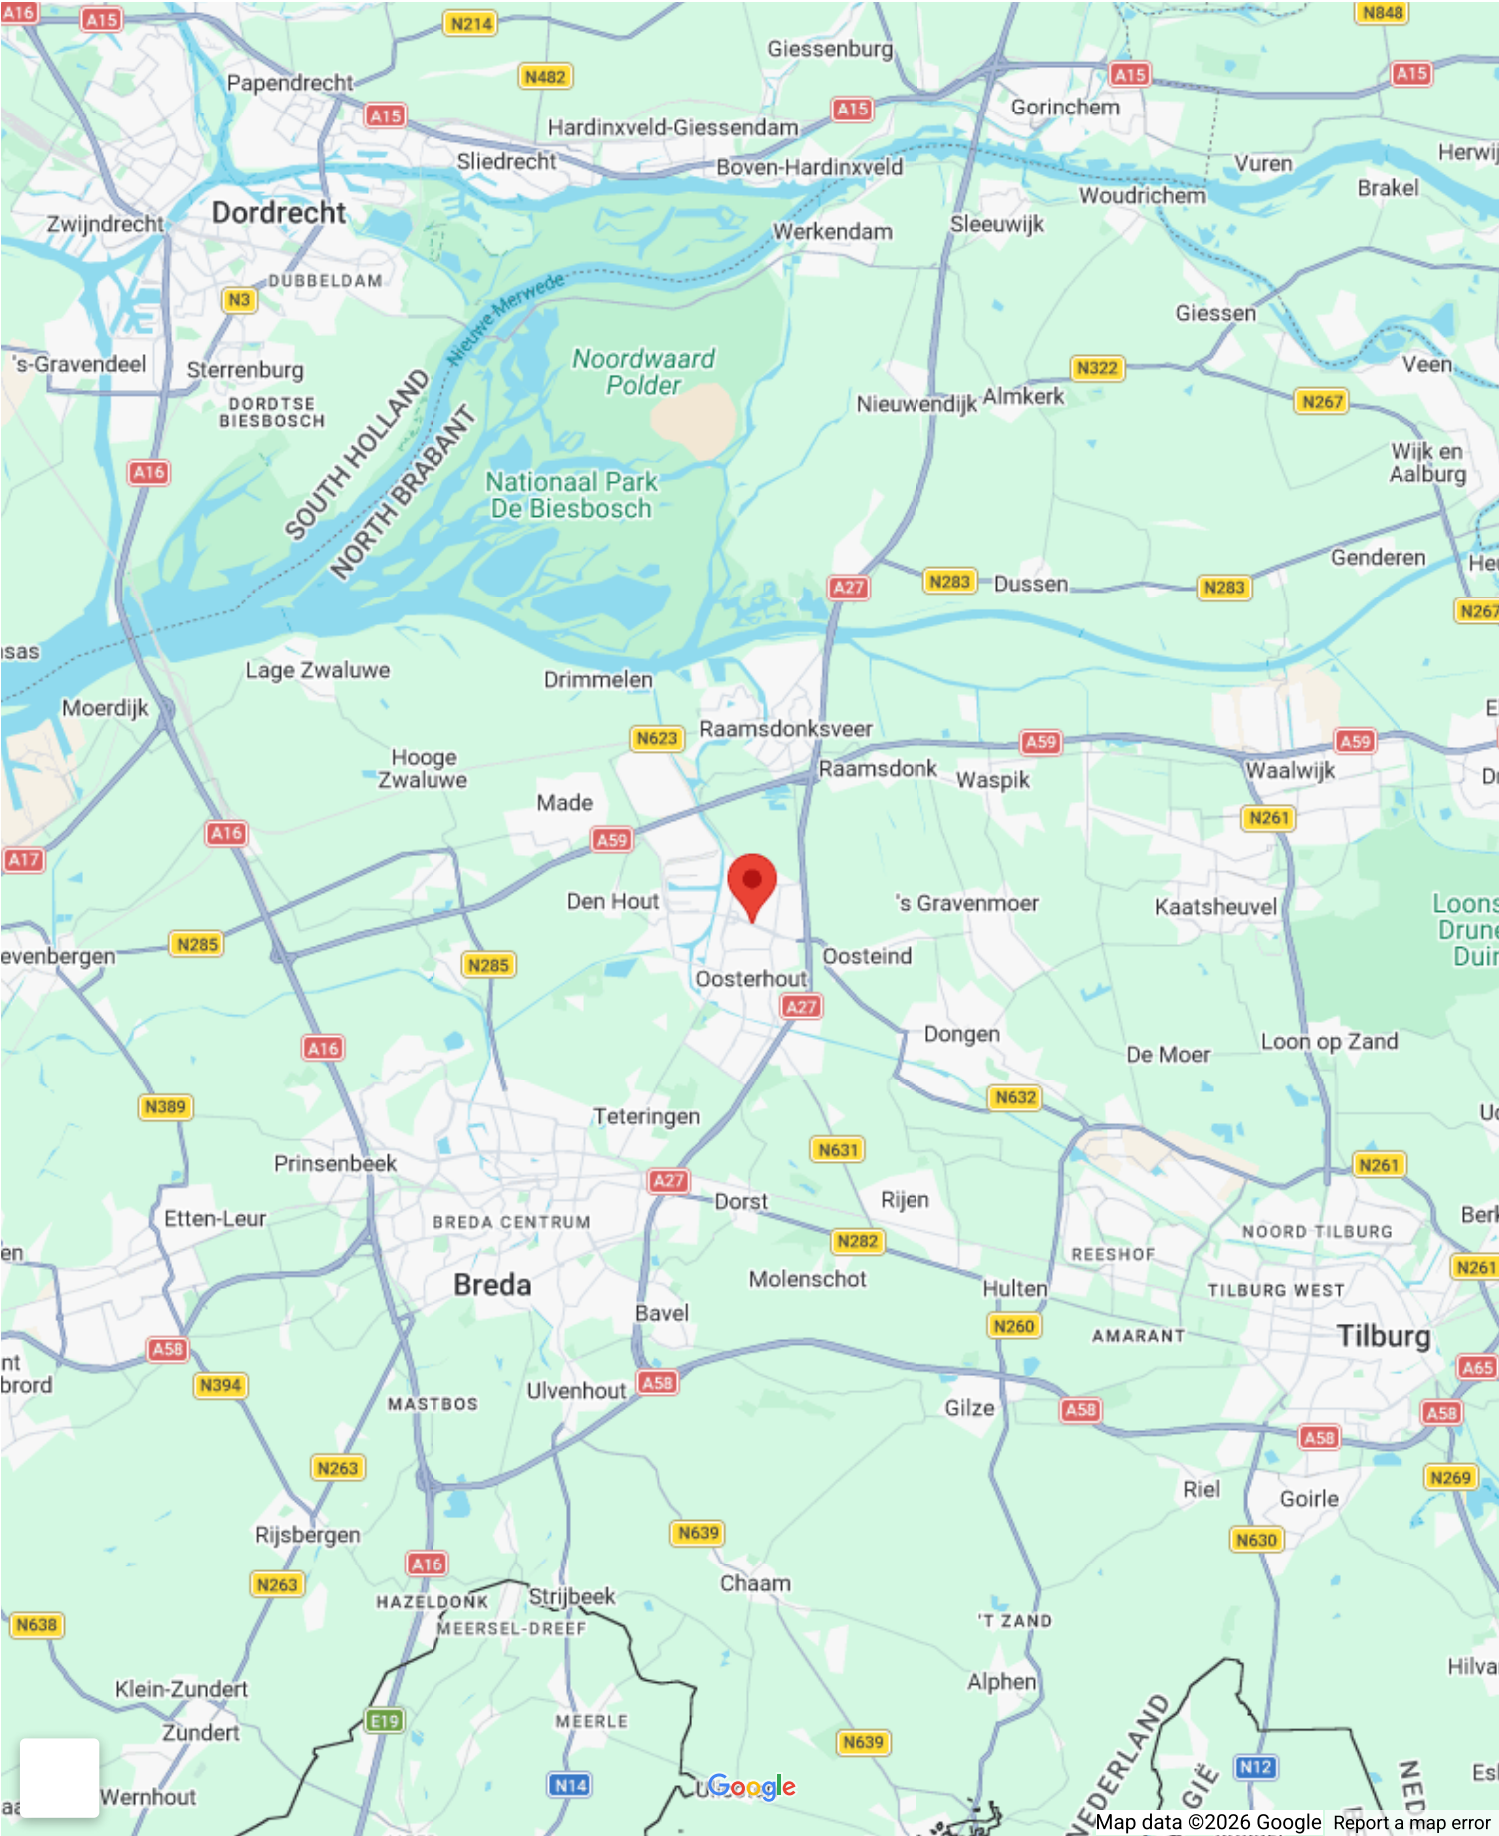 A16
A15
N214
N848
Giessenburg
Papendrecht
N482
A15
A15
A15
A15
Gorinchem
Hardinxveld-Giessendam
Sliedrecht
Boven-Hardinxveld
Vuren
Brakel
Woudrichem
Dordrecht
Zwijndrecht
Werkendam
Sleeuwijk
DUBBELDAM
N3
Nieuwe Merwede
Giessen
's-Gravendeel
Sterrenburg
Noordwaard
Polder
N322
Veen
DORDTSE
BIESBOSCH
Nieuwendijk
Almkerk
N267
SOUTH HOLLAND
NORTH BRABANT
A16
Nationaal Park
De Biesbosch
Wijk en
Aalburg
Genderen
A27
N283
Dussen
N283
N267
Lage Zwaluwe
Drimmelen
Moerdijk
Raamsdonksveer
N623
A59
A59
Hooge
Zwaluwe
Raamsdonk
Waspik
Waalwijk
Made
N261
A16
A59
A17
Den Hout
's Gravenmoer
Kaatsheuvel
N285
N285
evenbergen
Oosteind
Oosterhout
A27
Dongen
De Moer
Loon op Zand
A16
N389
N632
Teteringen
N631
Prinsenbeek
A27
N261
Etten-Leur
Dorst
Rijen
BREDA CENTRUM
N282
NOORD TILBURG
REESHOF
N261
Breda
Molenschot
Hulten
TILBURG WEST
Bavel
N260
AMARANT
Tilburg
A58
A65
N394
MASTBOS
Ulvenhout
A58
Gilze
A58
A58
A58
N263
N269
Riel
Goirle
Rijsbergen
N639
N630
A16
N263
Chaam
HAZELDONK
Strijbeek
N638
MEERSEL-DREEF
'T ZAND
Alphen
Klein-Zundert
Zundert
E19
MEERLE
N639
NEDERLAND
N14
N12
Wernhout
Google
Map data ©2026 Google
Report a map error